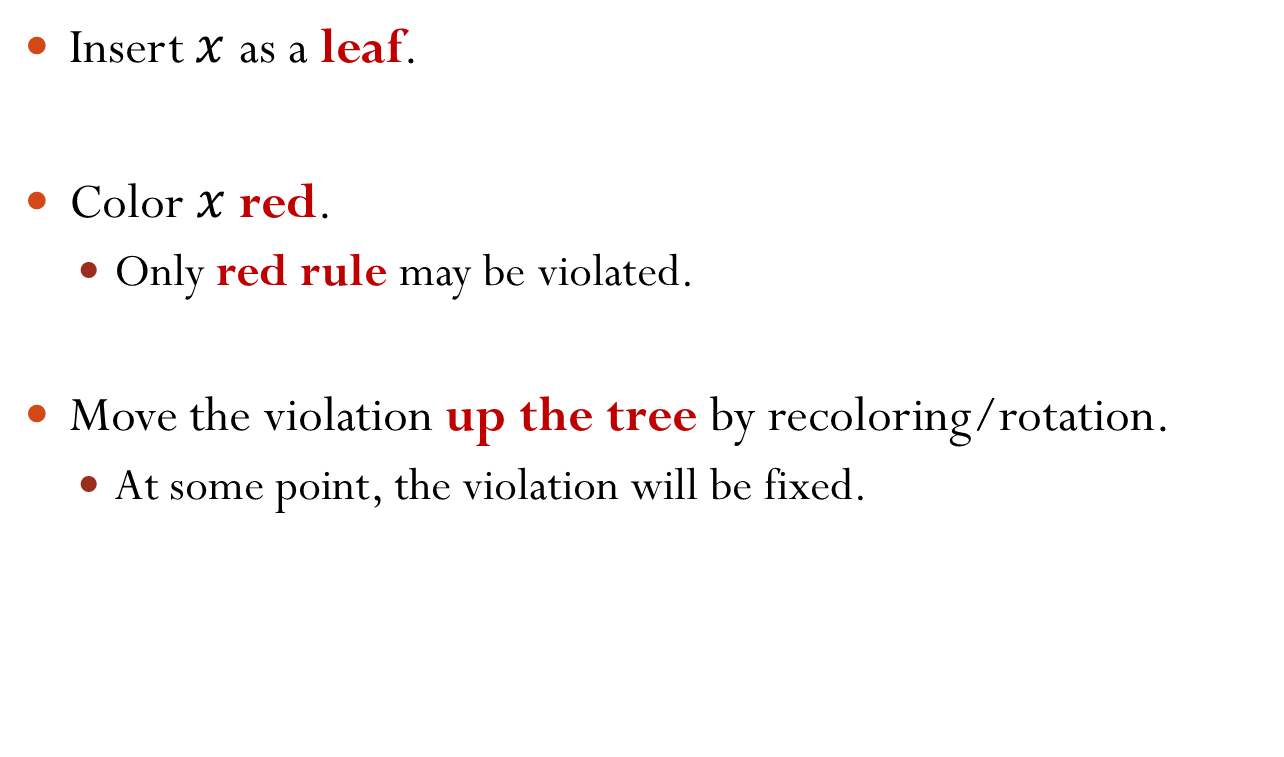 • Insert x as a leaf.
• Color x red.
• Only red rule may be violated.
• Move the violation up the tree by recoloring/rotation.
• At some point, the violation will be fixed.